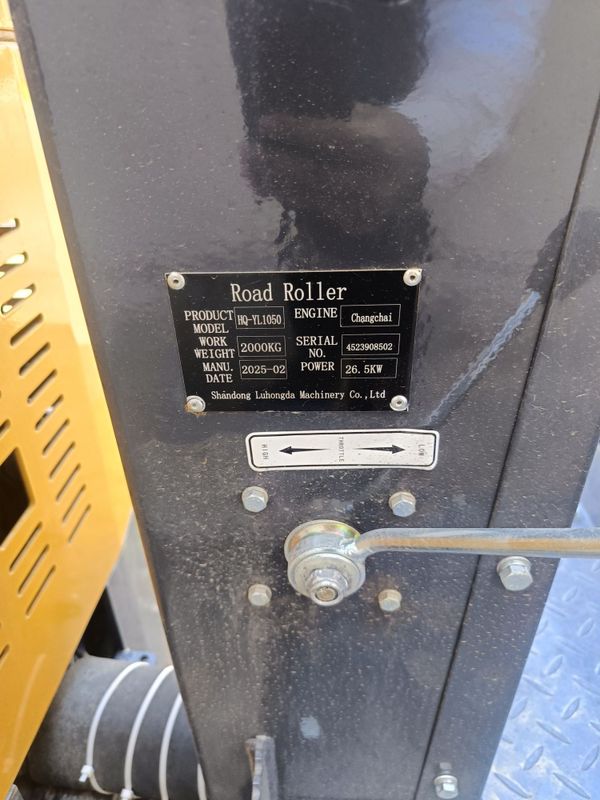 Road Roller
PRODUCT MODEL HQ-YL1050 ENGINE Changchai
WORK WEIGHT 2000KG SERIAL NO. 4523908502
MANU. DATE 2025-02 POWER 26.5KW
Shandong Luhongda Machinery Co.,Ltd
HIGH THROTTLE LOW